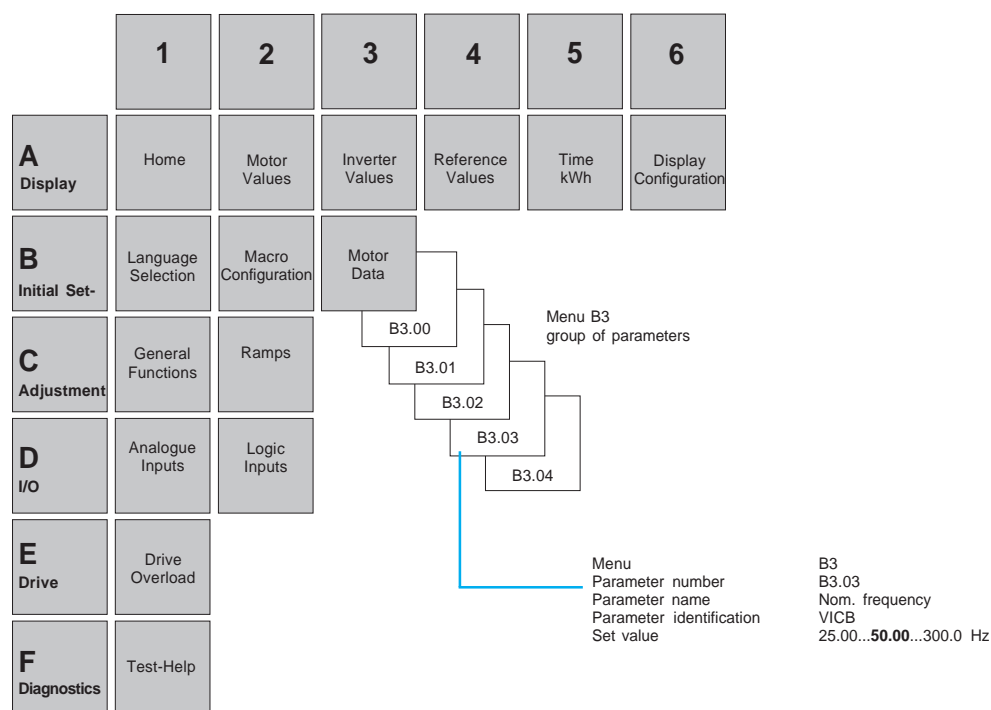 1 2 3 4 5 6
A
Display
Home
Motor
Values
Inverter
Values
Reference
Values
Time
kWh
Display
Configuration
B
Initial Set-
Language
Selection
Macro
Configuration
Motor
Data
B3.00
B3.01
B3.02
B3.03
B3.04
Menu B3
group of parameters
C
Adjustment
General
Functions
Ramps
D
I/O
Analogue
Inputs
Logic
Inputs
E
Drive
Drive
Overload
Menu B3
Parameter number B3.03
Parameter name Nom. frequency
Parameter identification VICB
Set value 25.00...50.00...300.0 Hz
F
Diagnostics
Test-Help